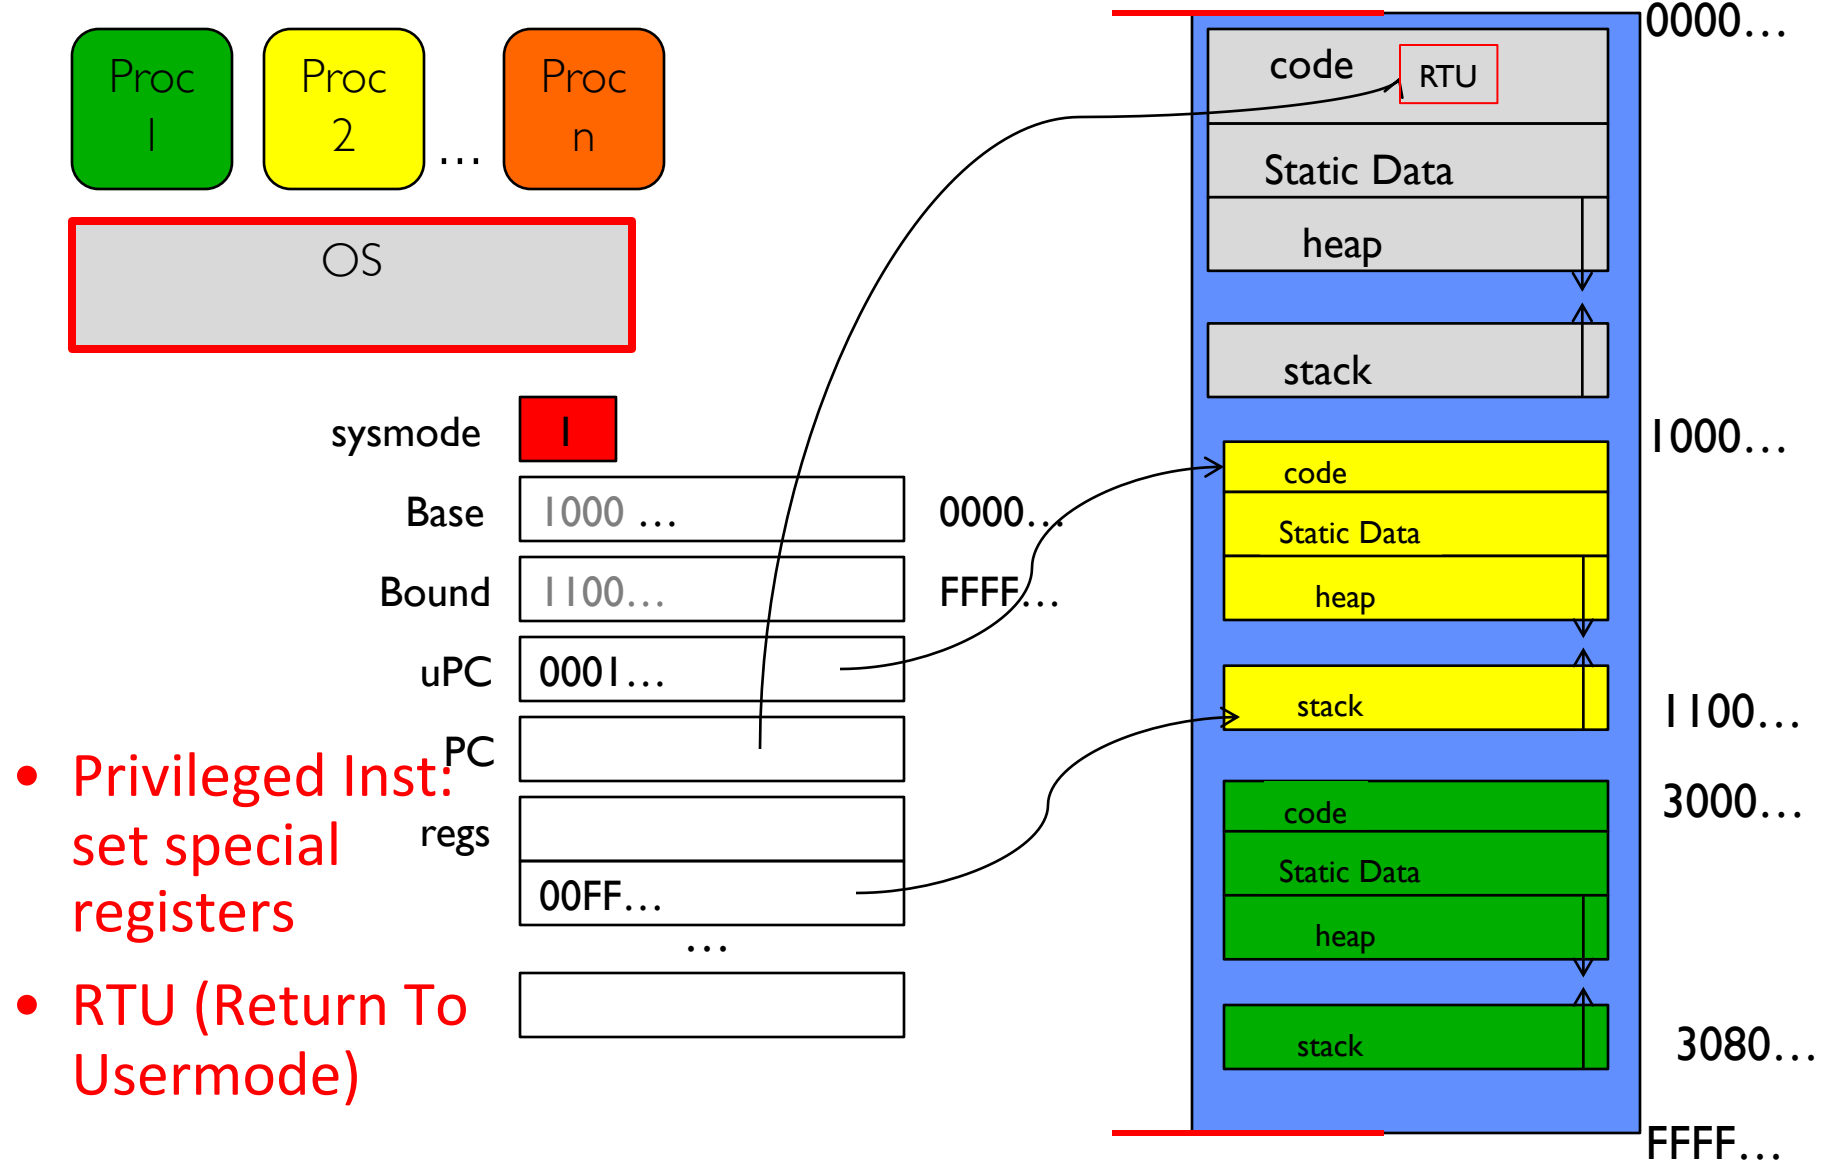 Proc
1
Proc
2
…
Proc
n
OS
sysmode 1
Base 1000 … 0000…
Bound 1100… FFFF…
uPC 0001…
PC
regs
00FF…
…
• Privileged Inst:
set special
registers
• RTU (Return To
Usermode)
0000…
code RTU
Static Data
heap
stack
1000…
code
Static Data
heap
stack
1100…
3000…
code
Static Data
heap
stack
3080…
FFFF…